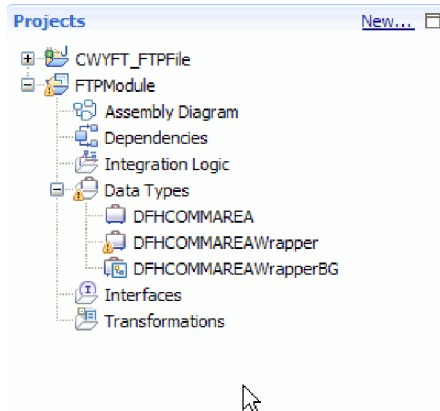 Projects New...
CWYFT_FTPFile
FTPModule
Assembly Diagram
Dependencies
Integration Logic
Data Types
DFHCOMMAREA
DFHCOMMAREAWrapper
DFHCOMMAREAWrapperBG
Interfaces
Transformations